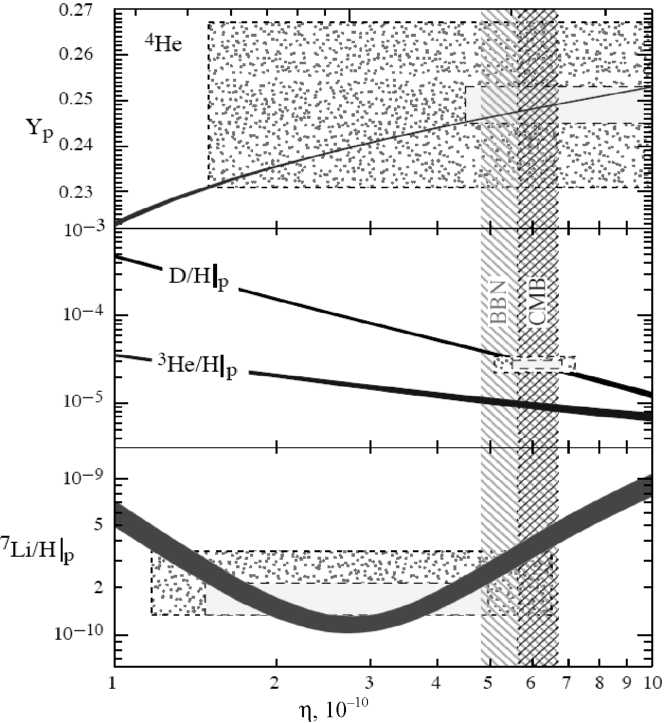 0.27
⁴He
0.26
0.25
Yₚ
0.24
0.23
10⁻³
D/H|ₚ
BBN
CMB
10⁻⁴
³He/H|ₚ
10⁻⁵
10⁻⁹
5
⁷Li/H|ₚ
2
10⁻¹⁰
1 2 3 4 5 6 7 8 9 10
η, 10⁻¹⁰